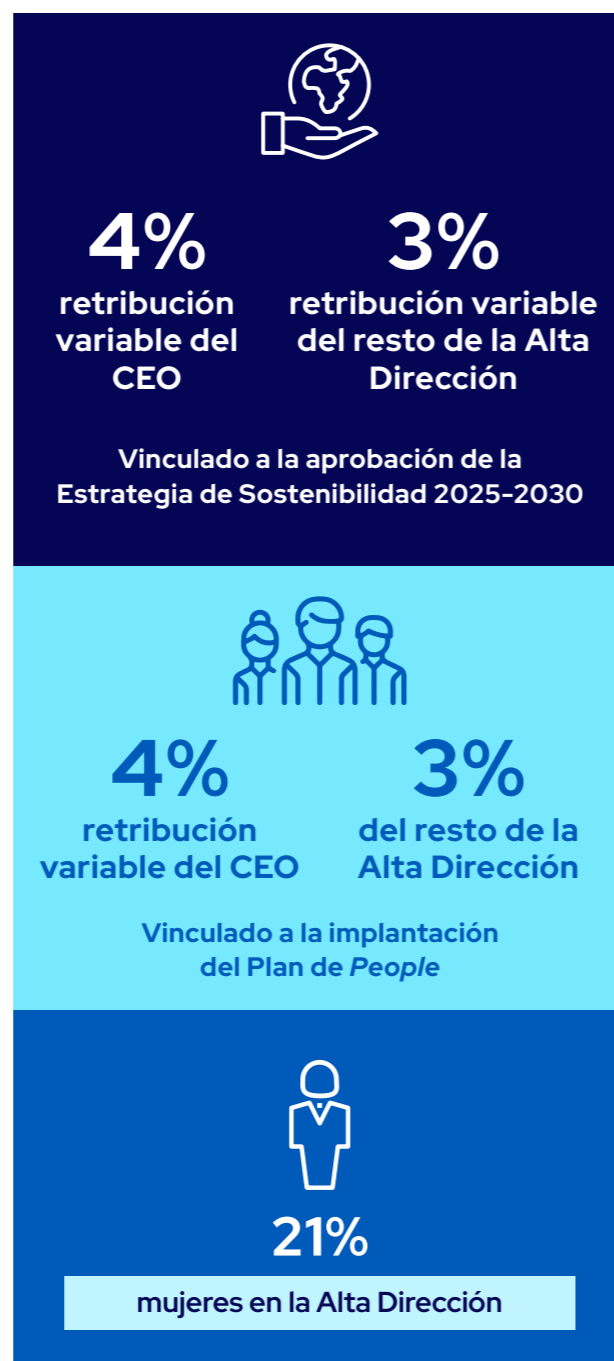 4%
retribución
variable del
CEO
3%
retribución variable
del resto de la Alta
Dirección
Vinculado a la aprobación de la
Estrategia de Sostenibilidad 2025-2030
4%
retribución
variable del CEO
3%
del resto de la
Alta Dirección
Vinculado a la implantación
del Plan de People
21%
mujeres en la Alta Dirección